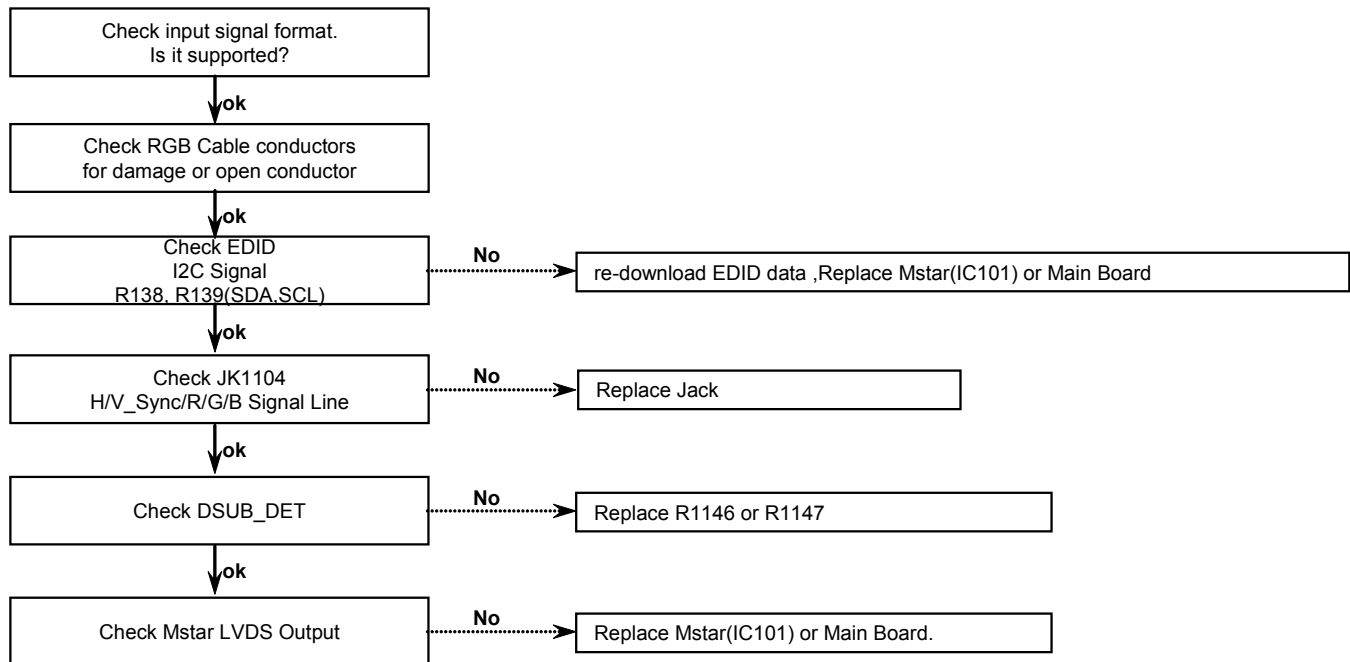 Check input signal format.
Is it supported?
ok
Check RGB Cable conductors
for damage or open conductor
ok
Check EDID
I2C Signal
R138, R139(SDA,SCL)
No
re-download EDID data ,Replace Mstar(IC101) or Main Board
ok
Check JK1104
H/V_Sync/R/G/B Signal Line
No
Replace Jack
ok
Check DSUB_DET
No
Replace R1146 or R1147
ok
Check Mstar LVDS Output
No
Replace Mstar(IC101) or Main Board.